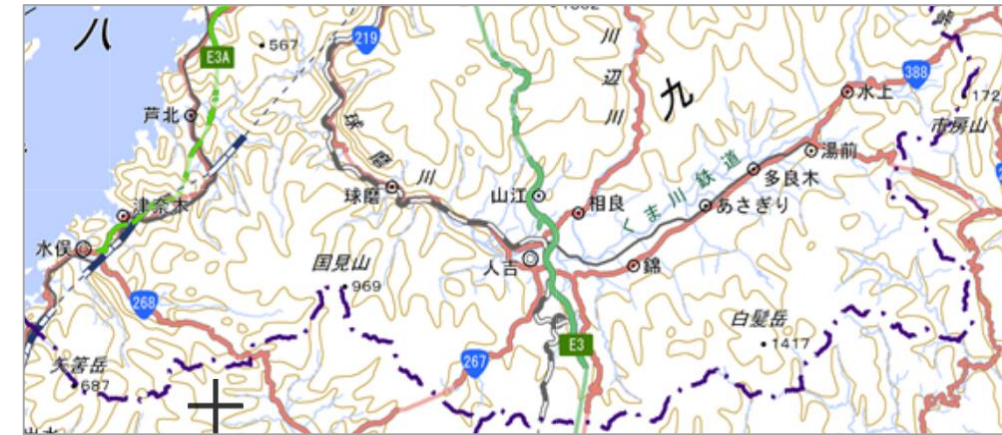 八
E3A
567
219
川
辺
川
九
388
水上
172
市房山
芦北
球
磨
川
湯前
多良木
球磨
山江
相良
くま川鉄道
あさぎり
津奈木
水俣
人吉
錦
国見山
969
268
267
E3
白髪岳
1417
矢筈岳
687